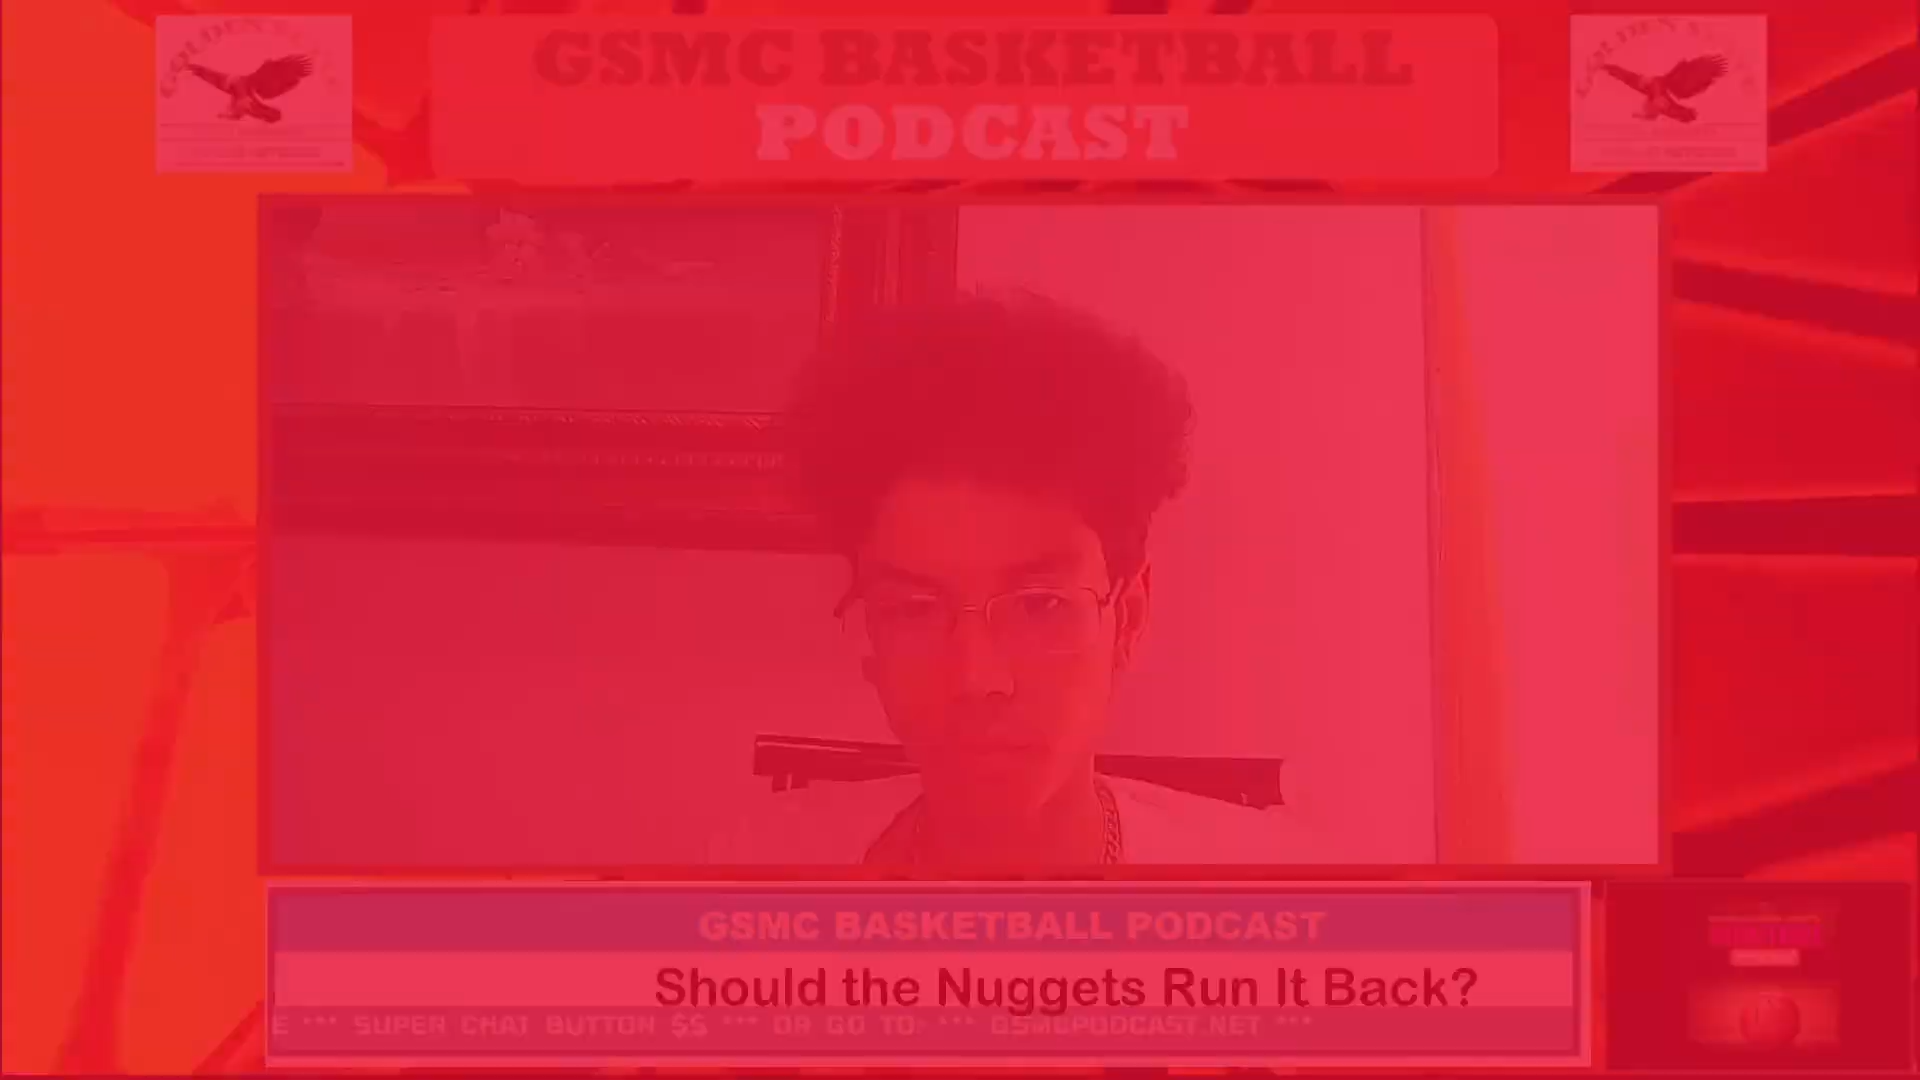 GSMC BASKETBALL
PODCAST
GSMC BASKETBALL PODCAST
Should the Nuggets Run It Back?
E *** SUPER CHAT BUTTON $$ *** OR GO TO: *** GSMCPODCAST.NET ***